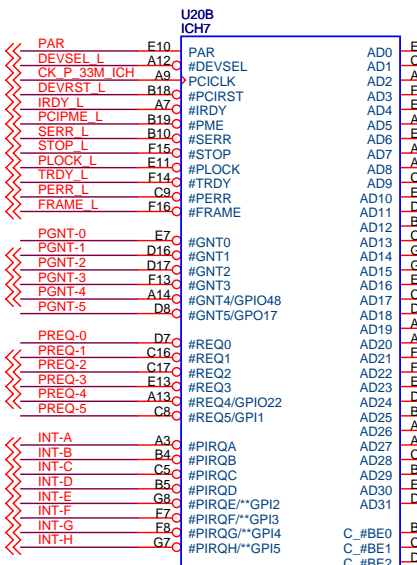 U20B
ICH7
PAR E10 PAR AD0
DEVSEL_L A12 #DEVSEL AD1
CK_P_33M_ICH A9 PCICLK AD2
DEVRST_L B18 #PCIRST AD3
IRDY_L A7 #IRDY AD4
PCIPME_L B19 #PME AD5
SERR_L B10 #SERR AD6
STOP_L F15 #STOP AD7
PLOCK_L E11 #PLOCK AD8
TRDY_L F14 #TRDY AD9
PERR_L C9 #PERR AD10
FRAME_L F16 #FRAME AD11
AD12
PGNT-0 E7 #GNT0 AD13
PGNT-1 D16 #GNT1 AD14
PGNT-2 D17 #GNT2 AD15
PGNT-3 F13 #GNT3 AD16
PGNT-4 A14 #GNT4/GPIO48 AD17
PGNT-5 D8 #GNT5/GPO17 AD18
AD19
PREQ-0 D7 #REQ0 AD20
PREQ-1 C16 #REQ1 AD21
PREQ-2 C17 #REQ2 AD22
PREQ-3 E13 #REQ3 AD23
PREQ-4 A13 #REQ4/GPIO22 AD24
PREQ-5 C8 #REQ5/GPI1 AD25
AD26
INT-A A3 #PIRQA AD27
INT-B B4 #PIRQB AD28
INT-C C5 #PIRQC AD29
INT-D B5 #PIRQD AD30
INT-E G8 #PIRQE/**GPI2 AD31
INT-F F7 #PIRQF/**GPI3
INT-G F8 #PIRQG/**GPI4 C_#BE0
INT-H G7 #PIRQH/**GPI5 C_#BE1
C_#BE2